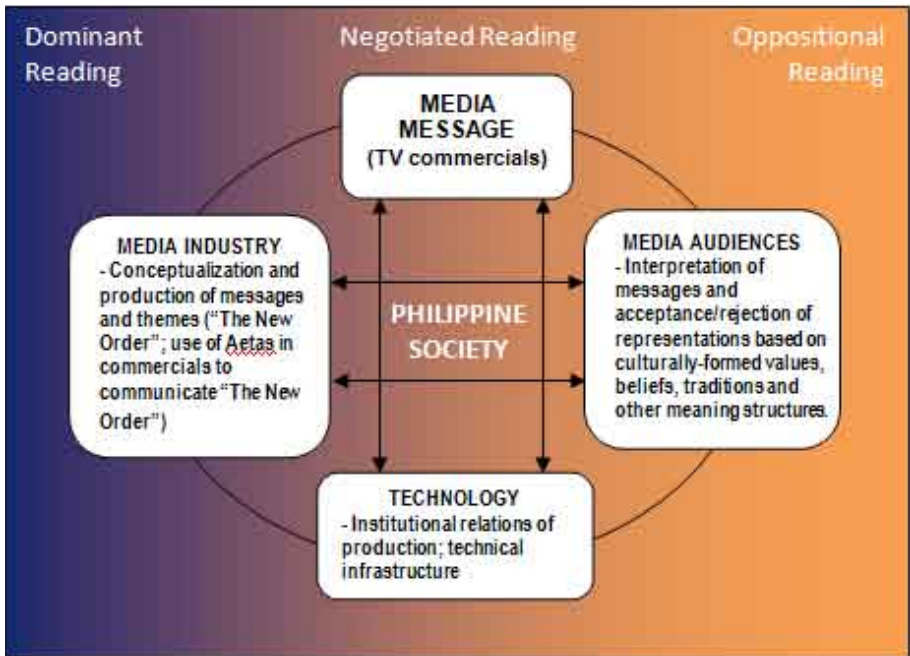 Dominant
Reading
Negotiated Reading
Oppositional
Reading
MEDIA
MESSAGE
(TV commercials)
MEDIA INDUSTRY
- Conceptualization and
production of messages
and themes (“The New
Order”; use of Aetas in
commercials to
communicate “The New
Order”)
PHILIPPINE
SOCIETY
MEDIA AUDIENCES
- Interpretation of
messages and
acceptance/rejection of
representations based on
culturally-formed values,
beliefs, traditions and
other meaning structures.
TECHNOLOGY
- Institutional relations of
production; technical
infrastructure